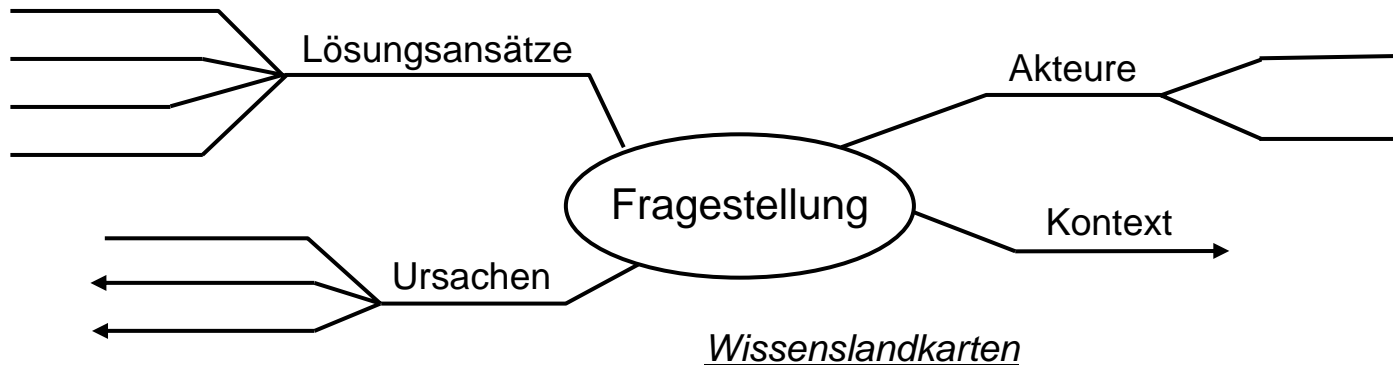 Lösungsansätze
Akteure
Fragestellung
Kontext
Ursachen
Wissenslandkarten